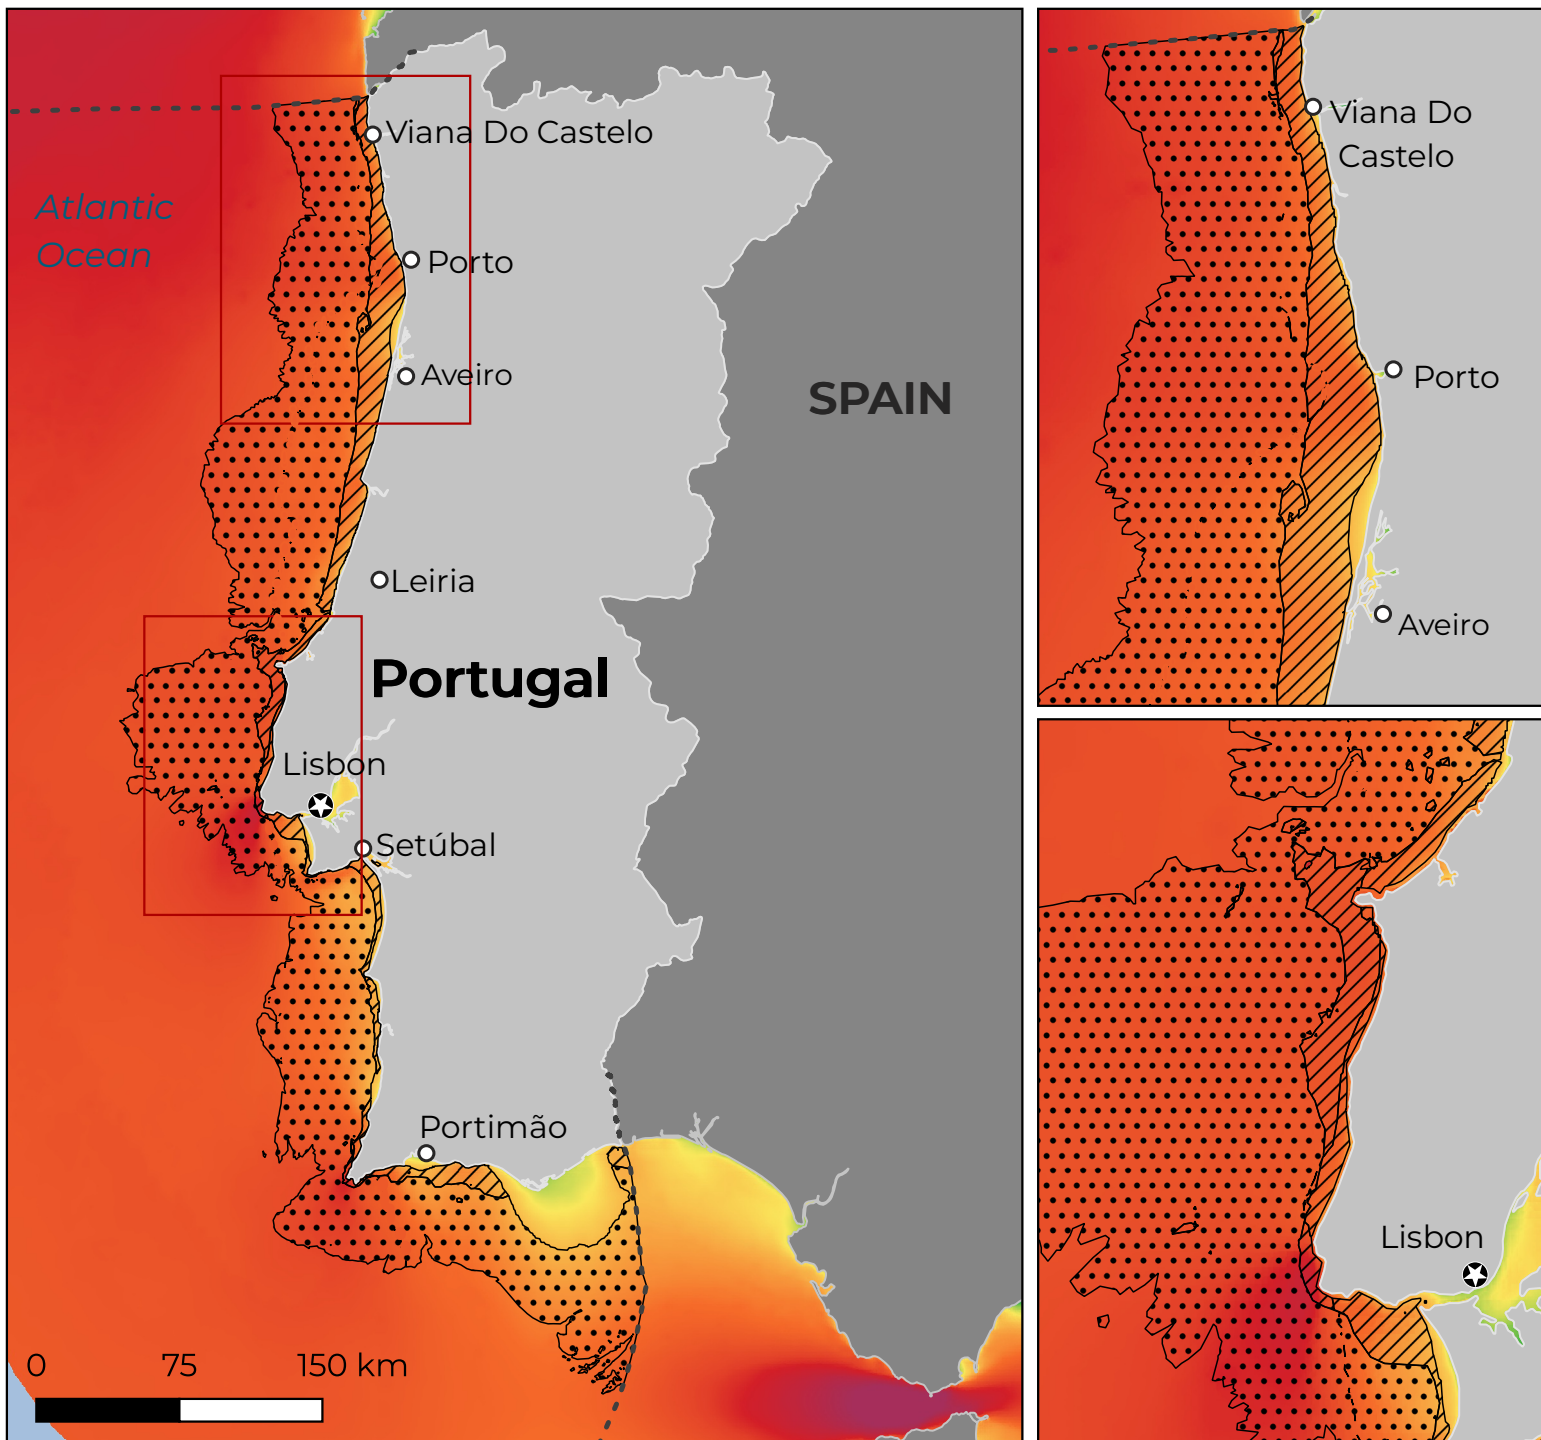 Viana Do Castelo
Atlantic
Ocean
Porto
Aveiro
SPAIN
Leiria
Portugal
Lisbon
Setúbal
Portimão
0 75 150 km
Viana Do
Castelo
Porto
Aveiro
Lisbon